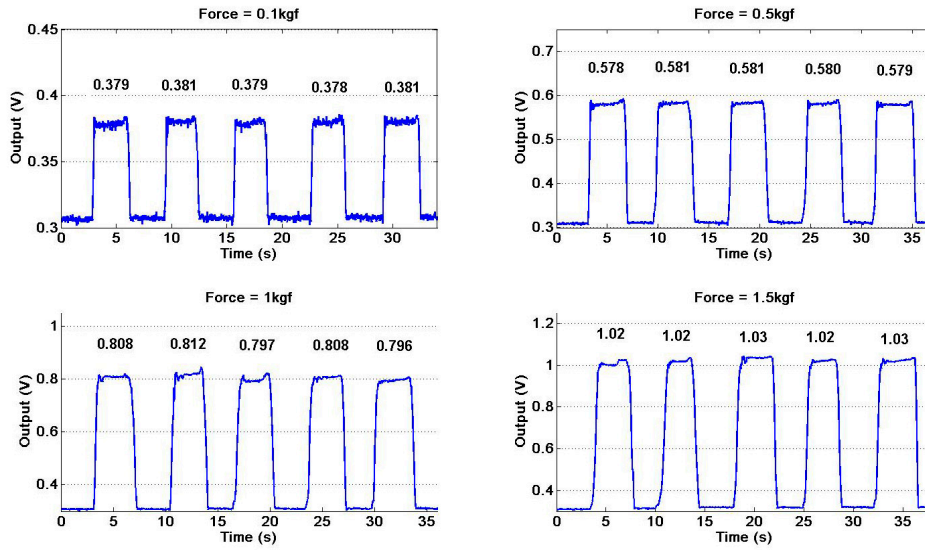 Force = 0.1kgf
0.45
0.4
0.35
0.3
Output (V)
0.379 0.381 0.379 0.378 0.381
0 5 10 15 20 25 30
Time (s)
Force = 0.5kgf
0.7
0.6
0.5
0.4
0.3
Output (V)
0.578 0.581 0.581 0.580 0.579
0 5 10 15 20 25 30 35
Time (s)
Force = 1kgf
1
0.8
0.6
0.4
Output (V)
0.808 0.812 0.797 0.808 0.796
0 5 10 15 20 25 30 35
Time (s)
Force = 1.5kgf
1.2
1
0.8
0.6
0.4
Output (V)
1.02 1.02 1.03 1.02 1.03
0 5 10 15 20 25 30 35
Time (s)